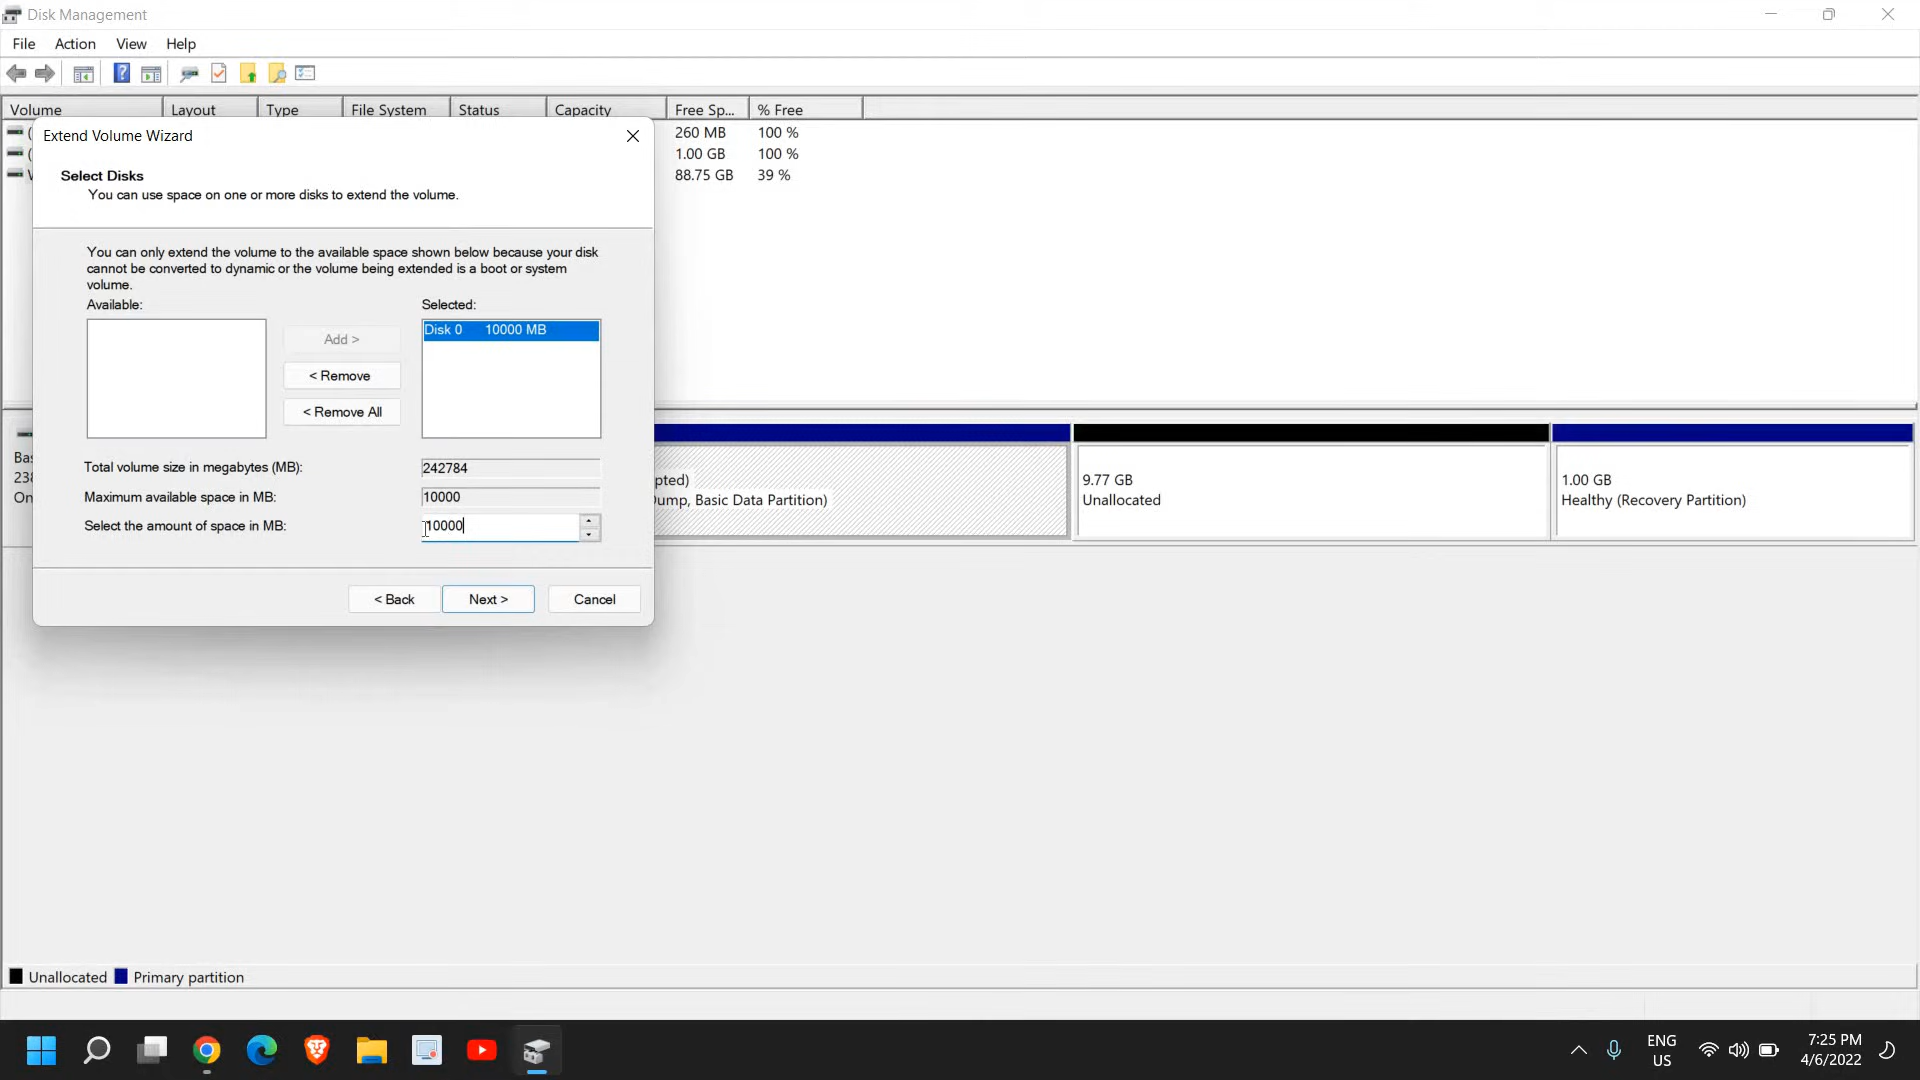 Disk Management
File Action View Help
Volume Layout Type File System Status Capacity Free Sp... % Free
( 260 MB 100 %
( 1.00 GB 100 %
88.75 GB 39 %
Extend Volume Wizard
Select Disks
You can use space on one or more disks to extend the volume.
You can only extend the volume to the available space shown below because your disk
cannot be converted to dynamic or the volume being extended is a boot or system
volume.
Available: Selected:
Disk 0 10000 MB
Add >
< Remove
< Remove All
Total volume size in megabytes (MB): 242784
Maximum available space in MB: 10000
Select the amount of space in MB: 10000
< Back Next > Cancel
Bas
238
On
pted)
Dump, Basic Data Partition)
9.77 GB
Unallocated
1.00 GB
Healthy (Recovery Partition)
Unallocated Primary partition
ENG
US
7:25 PM
4/6/2022